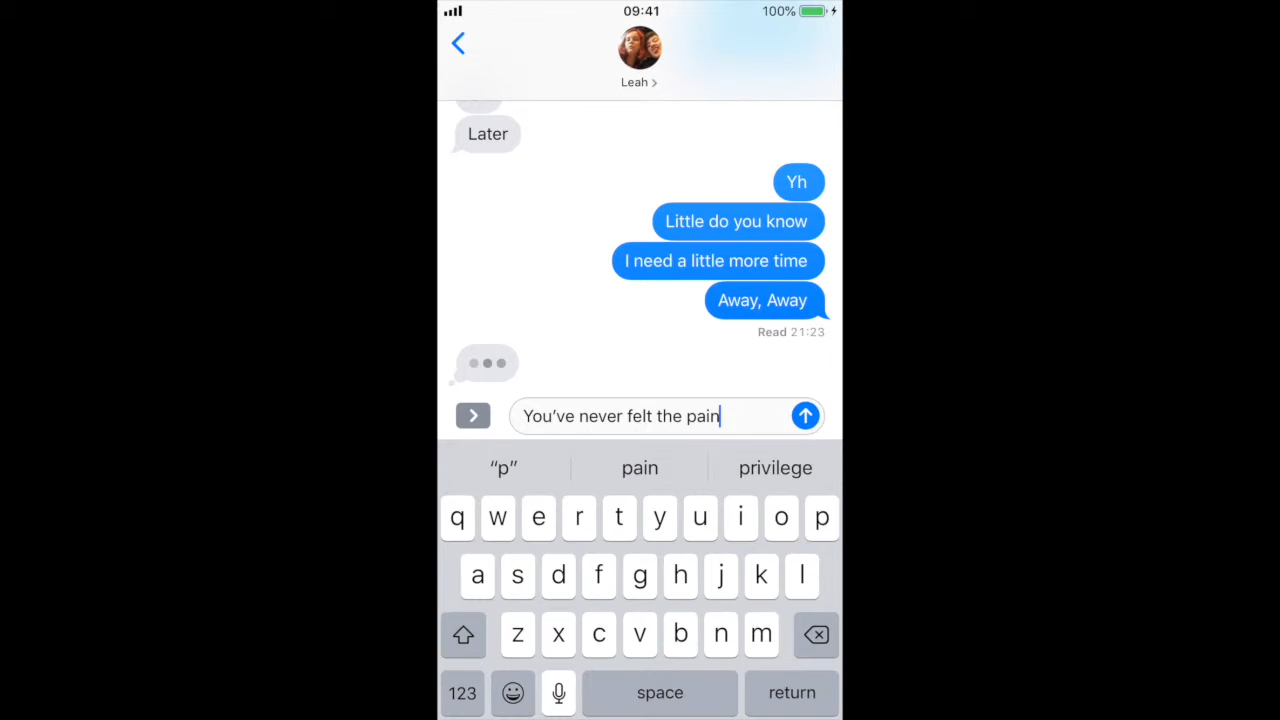 09:41
100%
Leah >
Later
Yh
Little do you know
I need a little more time
Away, Away
Read 21:23
You’ve never felt the pain
“p” pain privilege
q w e r t y u i o p
a s d f g h j k l
z x c v b n m
123 space return